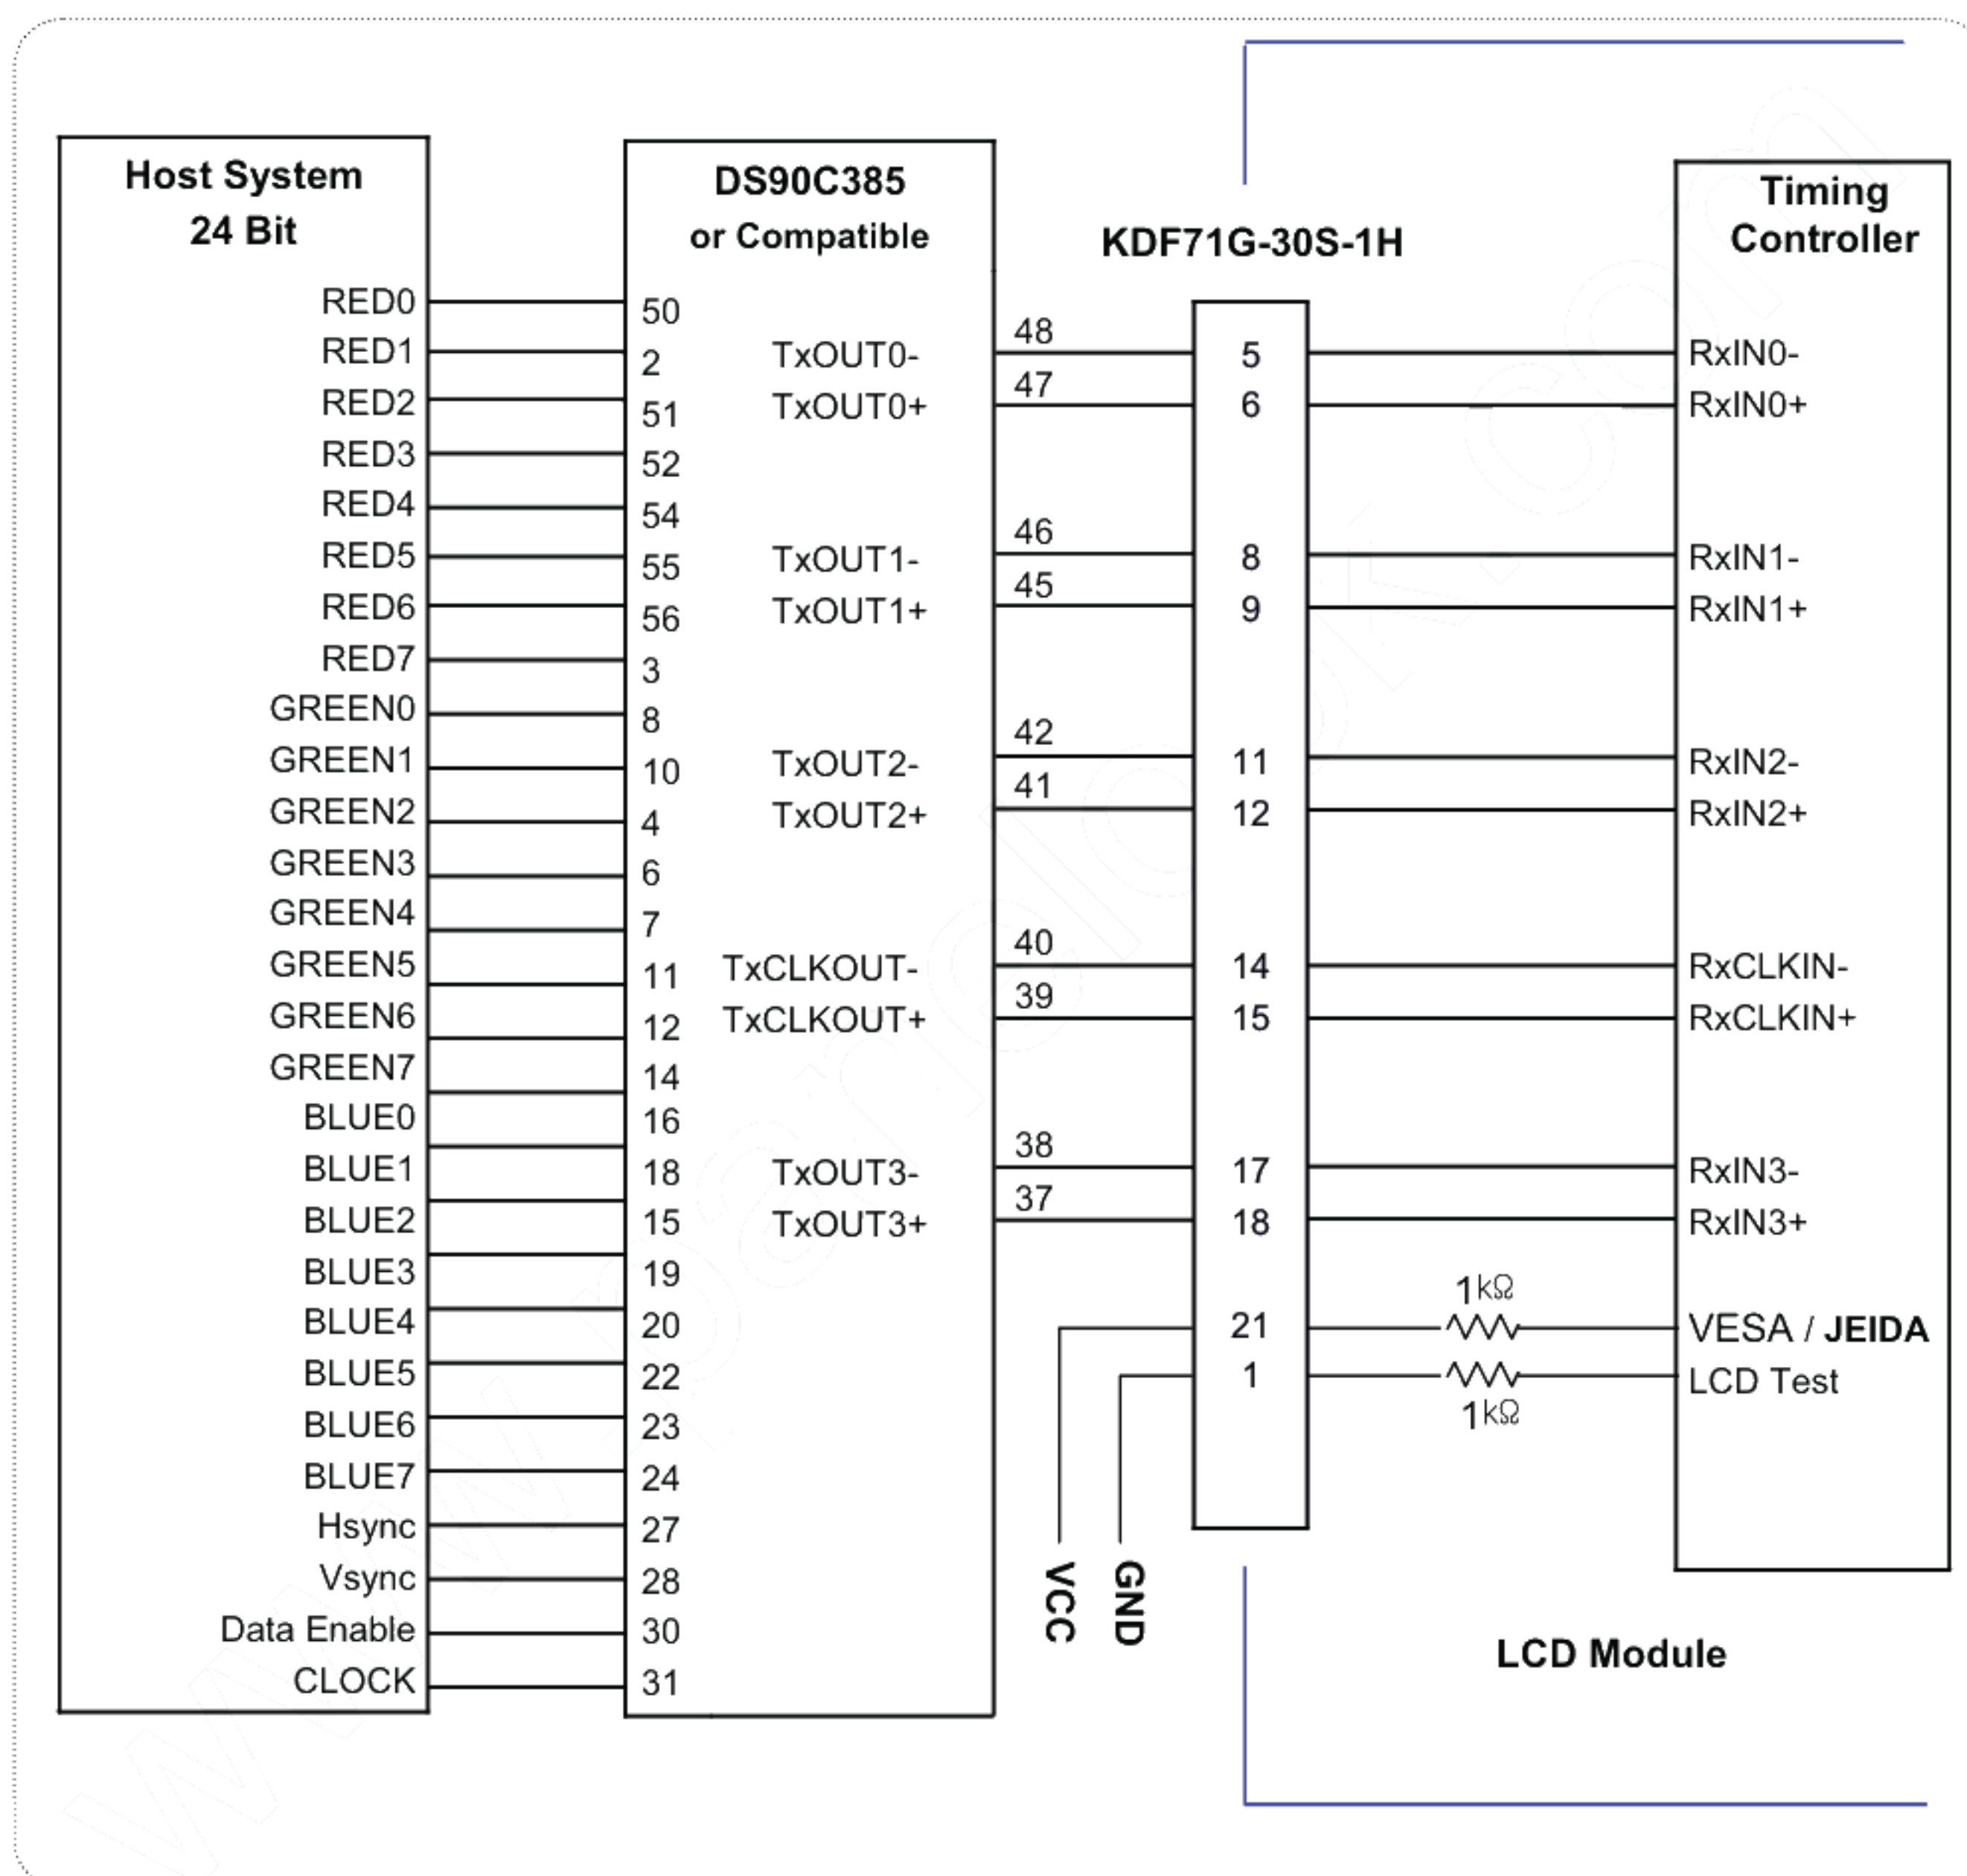 Host System
24 Bit
RED0
RED1
RED2
RED3
RED4
RED5
RED6
RED7
GREEN0
GREEN1
GREEN2
GREEN3
GREEN4
GREEN5
GREEN6
GREEN7
BLUE0
BLUE1
BLUE2
BLUE3
BLUE4
BLUE5
BLUE6
BLUE7
Hsync
Vsync
Data Enable
CLOCK
DS90C385
or Compatible
50
2
51
52
54
55
56
3
8
10
4
6
7
11
12
14
16
18
15
19
20
22
23
24
27
28
30
31
TxOUT0-
TxOUT0+
TxOUT1-
TxOUT1+
TxOUT2-
TxOUT2+
TxCLKOUT-
TxCLKOUT+
TxOUT3-
TxOUT3+
48
47
46
45
42
41
40
39
38
37
VCC
GND
KDF71G-30S-1H
5
6
8
9
11
12
14
15
17
18
21
1
1kΩ
1kΩ
Timing
Controller
RxIN0-
RxIN0+
RxIN1-
RxIN1+
RxIN2-
RxIN2+
RxCLKIN-
RxCLKIN+
RxIN3-
RxIN3+
VESA / JEIDA
LCD Test
LCD Module